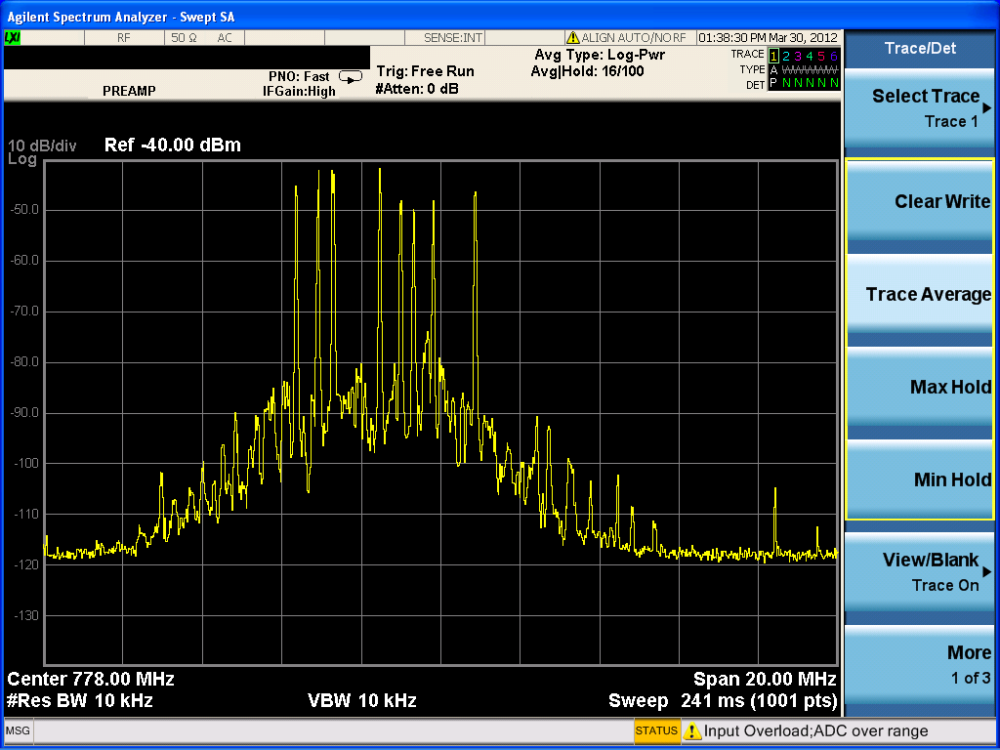 Agilent Spectrum Analyzer - Swept SA
LXI RF 50 Ω AC SENSE:INT ALIGN AUTO/NO RF 01:38:30 PM Mar 30, 2012
PREAMP
PNO: Fast
IFGain:High
Trig: Free Run
#Atten: 0 dB
Avg Type: Log-Pwr
Avg|Hold: 16/100
TRACE 1 2 3 4 5 6
TYPE A W W W W W
DET P N N N N N
10 dB/div
Log
Ref -40.00 dBm
-50.0
-60.0
-70.0
-80.0
-90.0
-100
-110
-120
-130
Center 778.00 MHz
Span 20.00 MHz
#Res BW 10 kHz
VBW 10 kHz
Sweep 241 ms (1001 pts)
Trace/Det
Select Trace
Trace 1
Clear Write
Trace Average
Max Hold
Min Hold
View/Blank
Trace On
More
1 of 3
MSG
STATUS
Input Overload;ADC over range